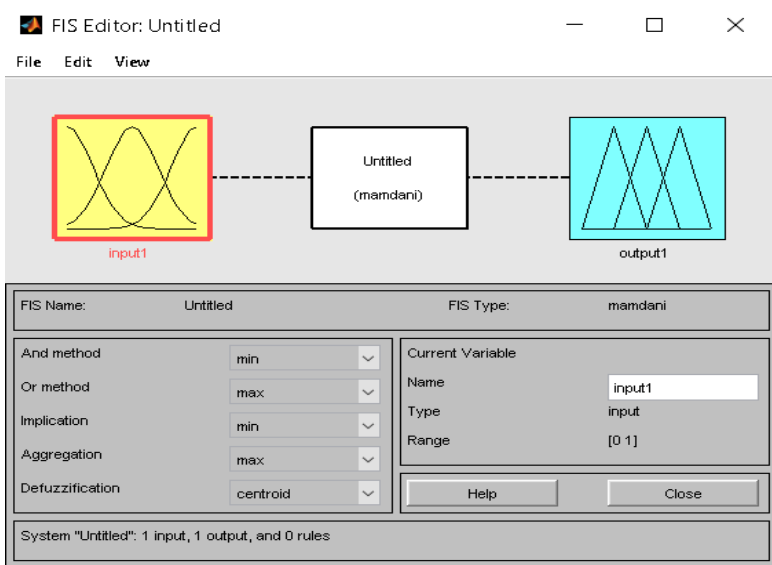 FIS Editor: Untitled
File Edit View
Untitled
(mamdani)
input1
output1
FIS Name: Untitled FIS Type: mamdani
And method min
Or method max
Implication min
Aggregation max
Defuzzification centroid
Current Variable
Name input1
Type input
Range [0 1]
Help Close
System "Untitled": 1 input, 1 output, and 0 rules